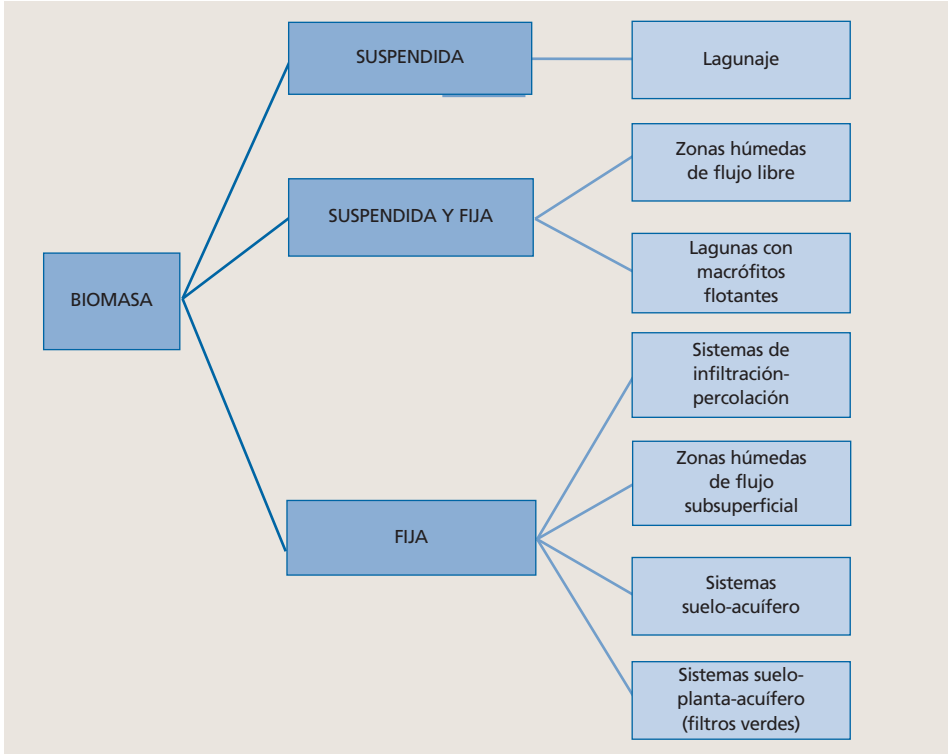 BIOMASA
SUSPENDIDA
Lagunaje
SUSPENDIDA Y FIJA
Zonas húmedas
de flujo libre
Lagunas con
macrófitos
flotantes
FIJA
Sistemas de
infiltración-
percolación
Zonas húmedas
de flujo
subsuperficial
Sistemas
suelo-acuífero
Sistemas suelo-
planta-acuífero
(filtros verdes)